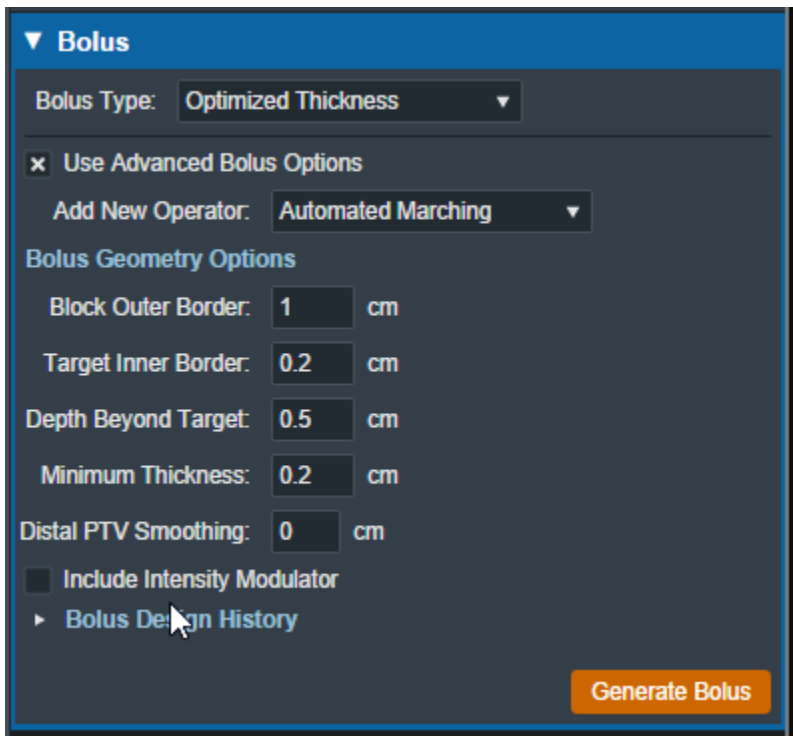 Bolus
Bolus Type: Optimized Thickness
Use Advanced Bolus Options
Add New Operator: Automated Marching
Bolus Geometry Options
Block Outer Border: 1 cm
Target Inner Border: 0.2 cm
Depth Beyond Target: 0.5 cm
Minimum Thickness: 0.2 cm
Distal PTV Smoothing: 0 cm
Include Intensity Modulator
Bolus Design History
Generate Bolus